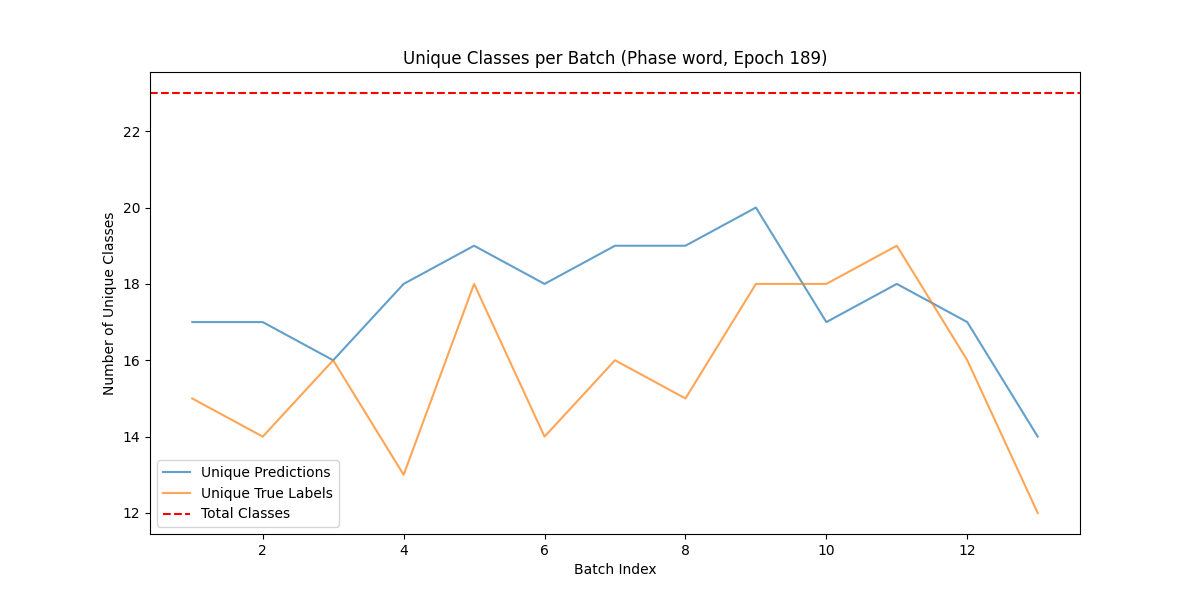 Unique Classes per Batch (Phase word, Epoch 189)
Number of Unique Classes
22
20
18
16
14
12
Unique Predictions
Unique True Labels
Total Classes
2 4 6 8 10 12
Batch Index